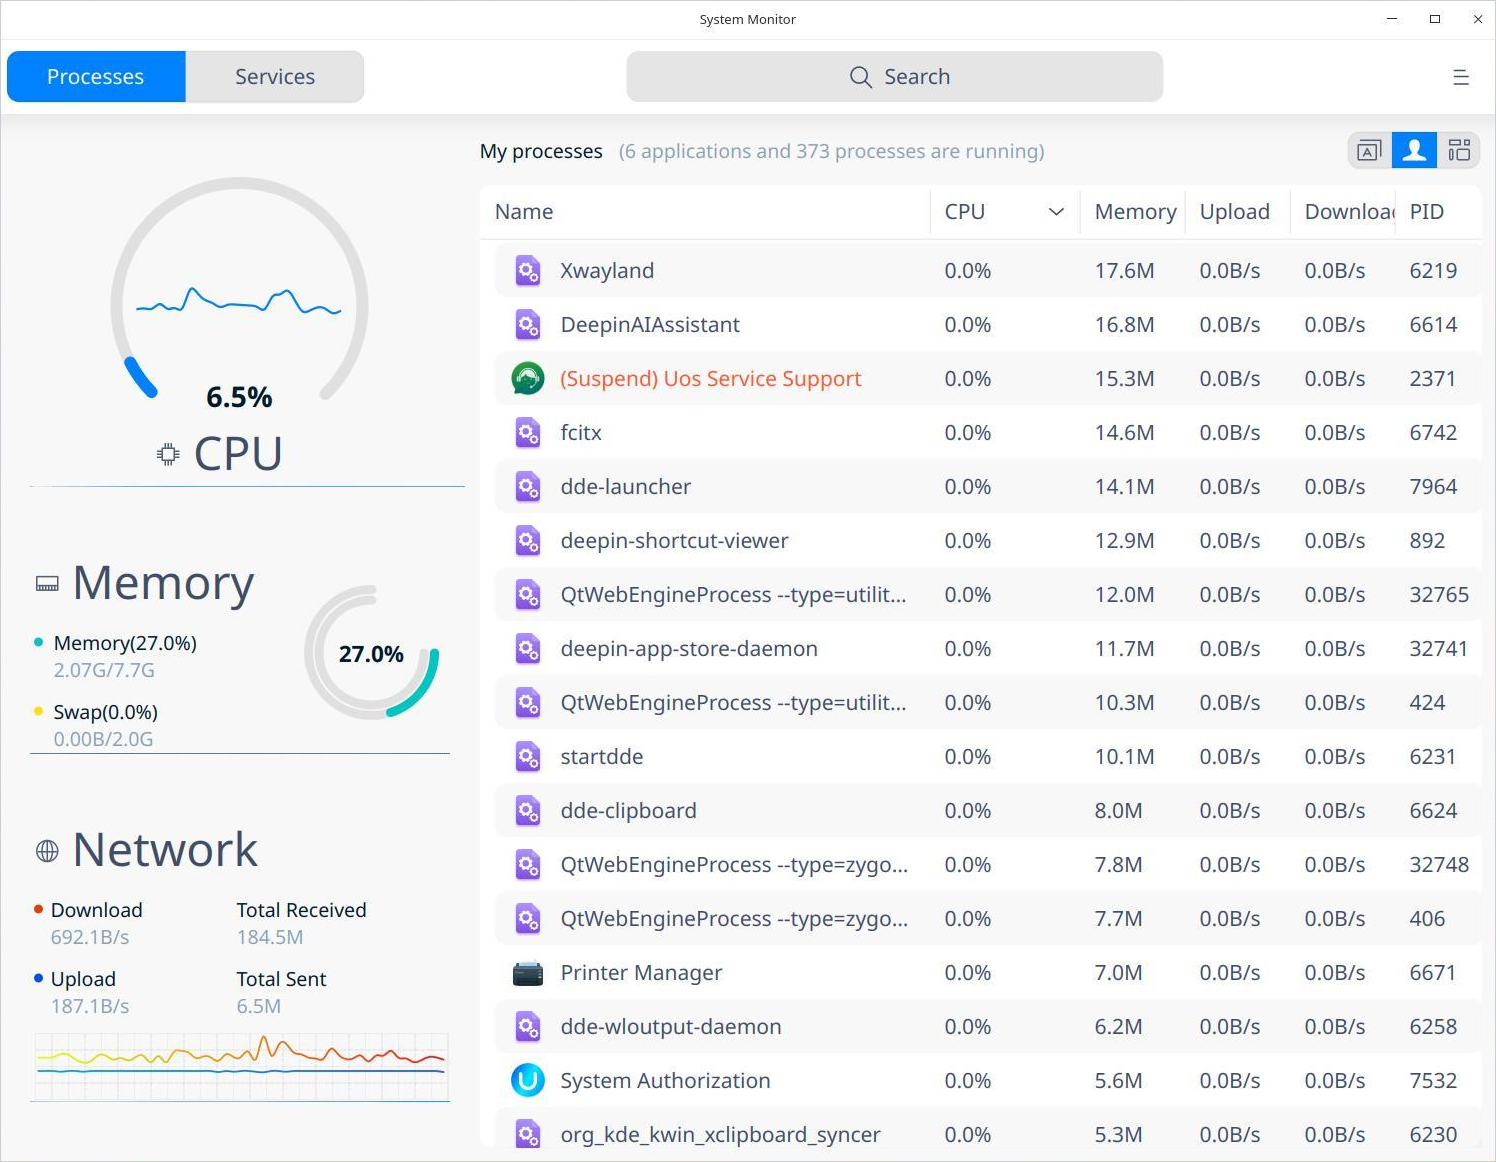 System Monitor
Processes
Services
Search
My processes (6 applications and 373 processes are running)
Name CPU Memory Upload Downloa PID
Xwayland 0.0% 17.6M 0.0B/s 0.0B/s 6219
DeepinAIAssistant 0.0% 16.8M 0.0B/s 0.0B/s 6614
(Suspend) Uos Service Support 0.0% 15.3M 0.0B/s 0.0B/s 2371
fcitx 0.0% 14.6M 0.0B/s 0.0B/s 6742
dde-launcher 0.0% 14.1M 0.0B/s 0.0B/s 7964
deepin-shortcut-viewer 0.0% 12.9M 0.0B/s 0.0B/s 892
QtWebEngineProcess --type=utilit... 0.0% 12.0M 0.0B/s 0.0B/s 32765
deepin-app-store-daemon 0.0% 11.7M 0.0B/s 0.0B/s 32741
QtWebEngineProcess --type=utilit... 0.0% 10.3M 0.0B/s 0.0B/s 424
startdde 0.0% 10.1M 0.0B/s 0.0B/s 6231
dde-clipboard 0.0% 8.0M 0.0B/s 0.0B/s 6624
QtWebEngineProcess --type=zygo... 0.0% 7.8M 0.0B/s 0.0B/s 32748
QtWebEngineProcess --type=zygo... 0.0% 7.7M 0.0B/s 0.0B/s 406
Printer Manager 0.0% 7.0M 0.0B/s 0.0B/s 6671
dde-wloutput-daemon 0.0% 6.2M 0.0B/s 0.0B/s 6258
System Authorization 0.0% 5.6M 0.0B/s 0.0B/s 7532
org_kde_kwin_xclipboard_syncer 0.0% 5.3M 0.0B/s 0.0B/s 6230
6.5%
CPU
Memory
Memory(27.0%)
2.07G/7.7G
Swap(0.0%)
0.00B/2.0G
27.0%
Network
Download Total Received
692.1B/s 184.5M
Upload Total Sent
187.1B/s 6.5M